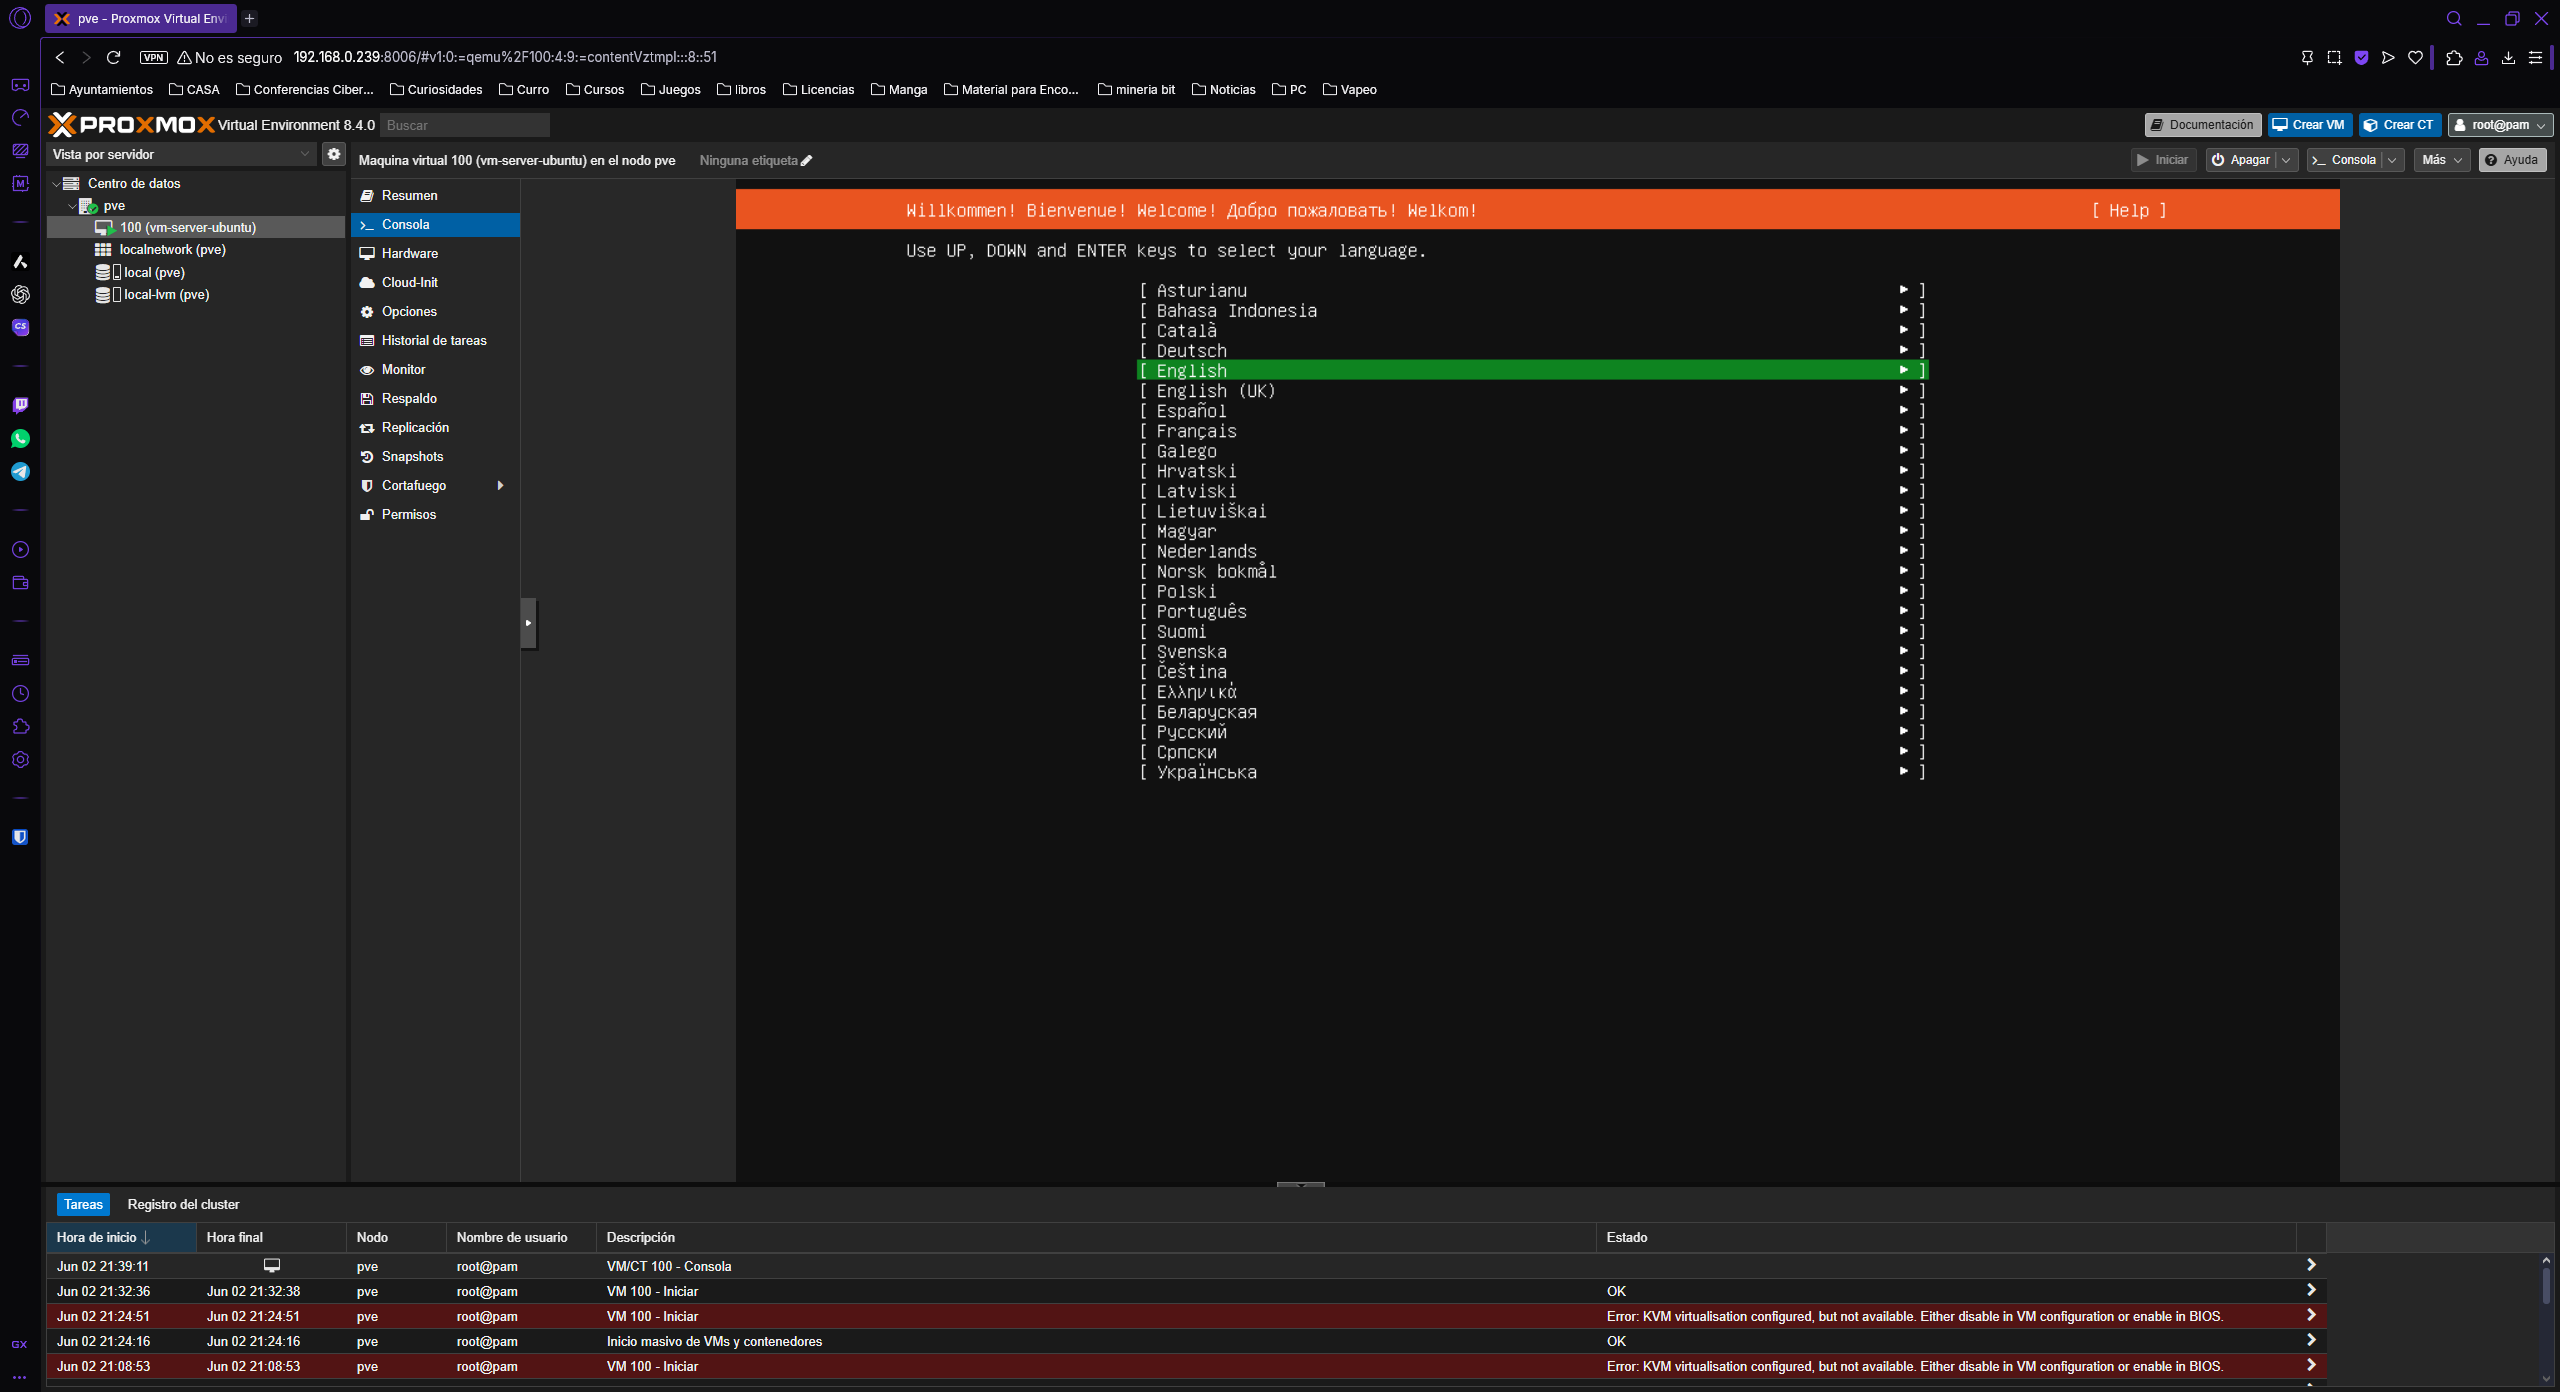 pve - Proxmox Virtual Envi
VPN No es seguro 192.168.0.239:8006/#v1:0:=qemu%2F100:4:9:=contentVztmpl:::8::51
Ayuntamientos CASA Conferencias Ciber... Curiosidades Curro Cursos Juegos libros Licencias Manga Material para Enco... mineria bit Noticias PC Vapeo
PROXMOX Virtual Environment 8.4.0 Buscar Documentación Crear VM Crear CT root@pam
Vista por servidor
Maquina virtual 100 (vm-server-ubuntu) en el nodo pve Ninguna etiqueta Iniciar Apagar Consola Más Ayuda
Centro de datos
pve
100 (vm-server-ubuntu)
localnetwork (pve)
local (pve)
local-lvm (pve)
Resumen
Consola
Hardware
Cloud-Init
Opciones
Historial de tareas
Monitor
Respaldo
Replicación
Snapshots
Cortafuego
Permisos
Willkommen! Bienvenue! Welcome! Добро пожаловать! Welkom! [ Help ]
Use UP, DOWN and ENTER keys to select your language.
[ Asturianu ► ]
[ Bahasa Indonesia ► ]
[ Català ► ]
[ Deutsch ► ]
[ English ► ]
[ English (UK) ► ]
[ Español ► ]
[ Français ► ]
[ Galego ► ]
[ Hrvatski ► ]
[ Latviski ► ]
[ Lietuviškai ► ]
[ Magyar ► ]
[ Nederlands ► ]
[ Norsk bokmål ► ]
[ Polski ► ]
[ Português ► ]
[ Suomi ► ]
[ Svenska ► ]
[ Čeština ► ]
[ Ελληνικά ► ]
[ Беларуская ► ]
[ Русский ► ]
[ Српски ► ]
[ Українська ► ]
CS
GX
Tareas Registro del cluster
Hora de inicio Hora final Nodo Nombre de usuario Descripción Estado
Jun 02 21:39:11 pve root@pam VM/CT 100 - Consola
Jun 02 21:32:36 Jun 02 21:32:38 pve root@pam VM 100 - Iniciar OK
Jun 02 21:24:51 Jun 02 21:24:51 pve root@pam VM 100 - Iniciar Error: KVM virtualisation configured, but not available. Either disable in VM configuration or enable in BIOS.
Jun 02 21:24:16 Jun 02 21:24:16 pve root@pam Inicio masivo de VMs y contenedores OK
Jun 02 21:08:53 Jun 02 21:08:53 pve root@pam VM 100 - Iniciar Error: KVM virtualisation configured, but not available. Either disable in VM configuration or enable in BIOS.